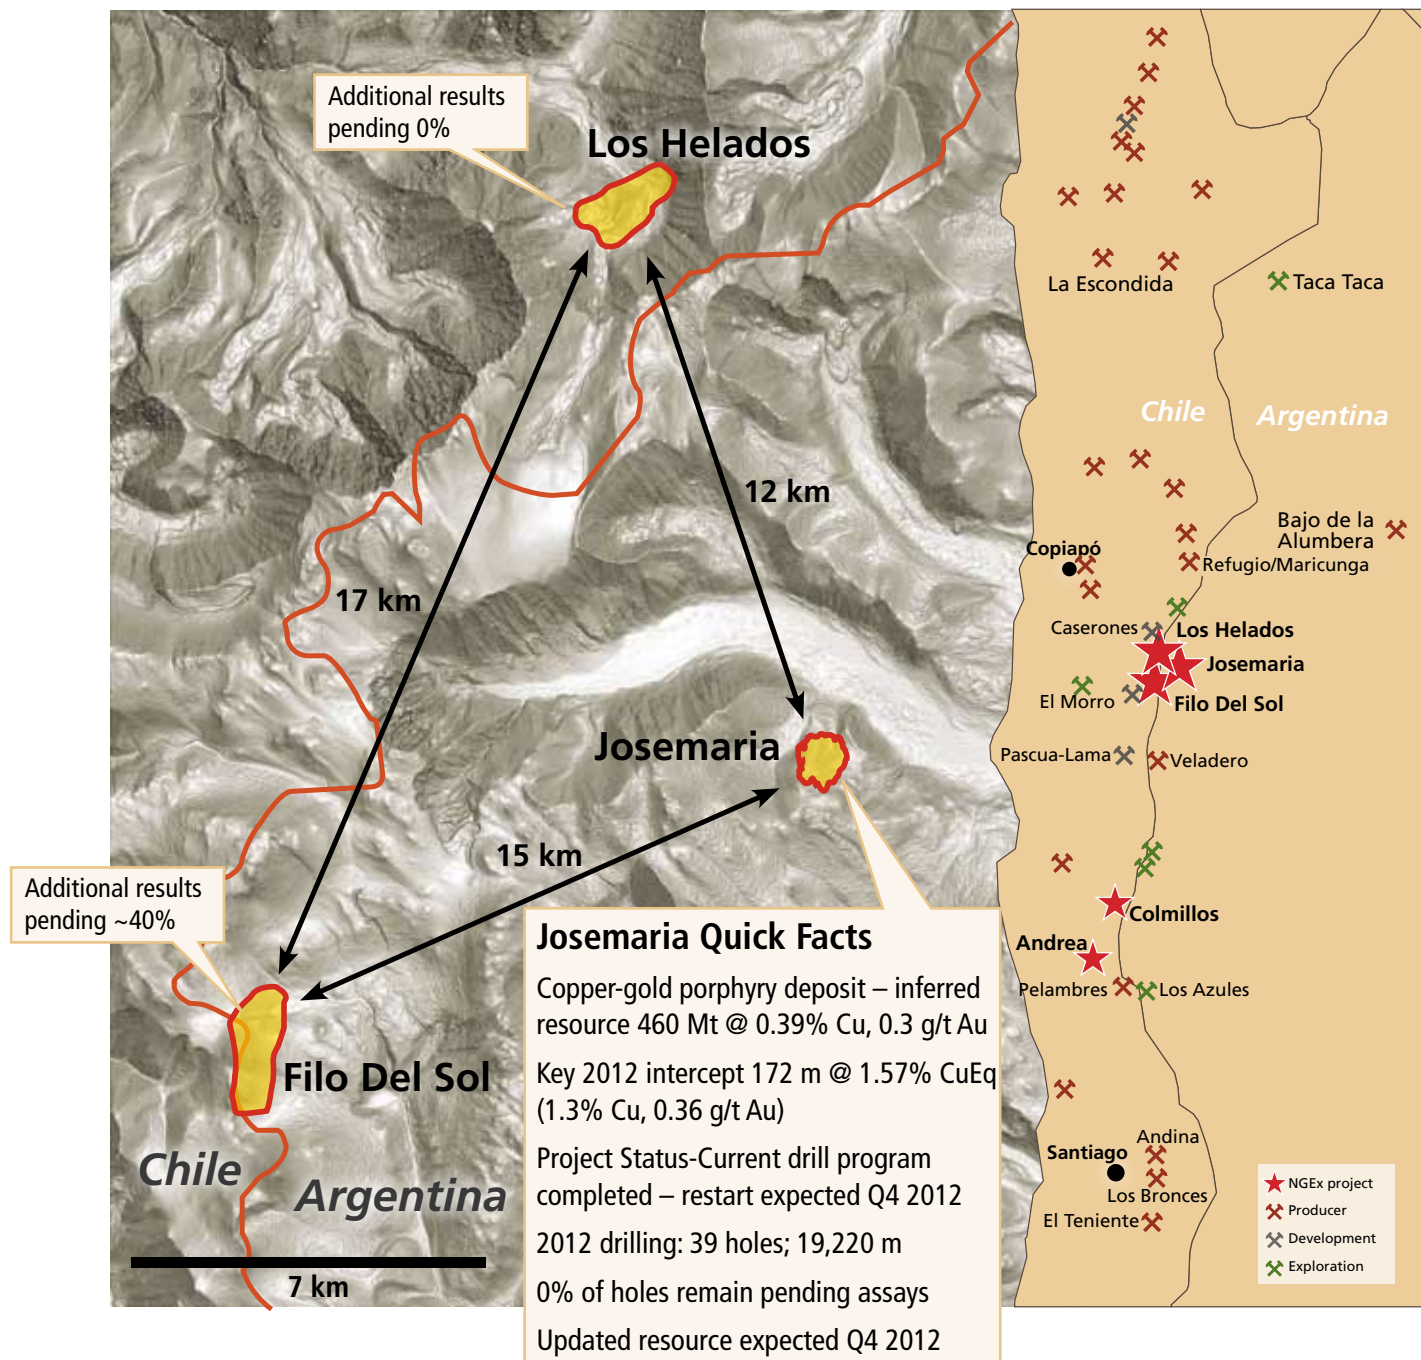 Additional results
pending 0%
Los Helados
12 km
17 km
Josemaria
15 km
Additional results
pending ~40%
Filo Del Sol
Chile
Argentina
7 km
Josemaria Quick Facts
Copper-gold porphyry deposit – inferred
resource 460 Mt @ 0.39% Cu, 0.3 g/t Au
Key 2012 intercept 172 m @ 1.57% CuEq
(1.3% Cu, 0.36 g/t Au)
Project Status-Current drill program
completed – restart expected Q4 2012
2012 drilling: 39 holes; 19,220 m
0% of holes remain pending assays
Updated resource expected Q4 2012
La Escondida
Taca Taca
Chile
Argentina
Bajo de la
Alumbera
Copiapó
Refugio/Maricunga
Caserones
Los Helados
Josemaria
El Morro
Filo Del Sol
Pascua-Lama
Veladero
Colmillos
Andrea
Pelambres
Los Azules
Andina
Santiago
Los Bronces
El Teniente
NGEx project
Producer
Development
Exploration